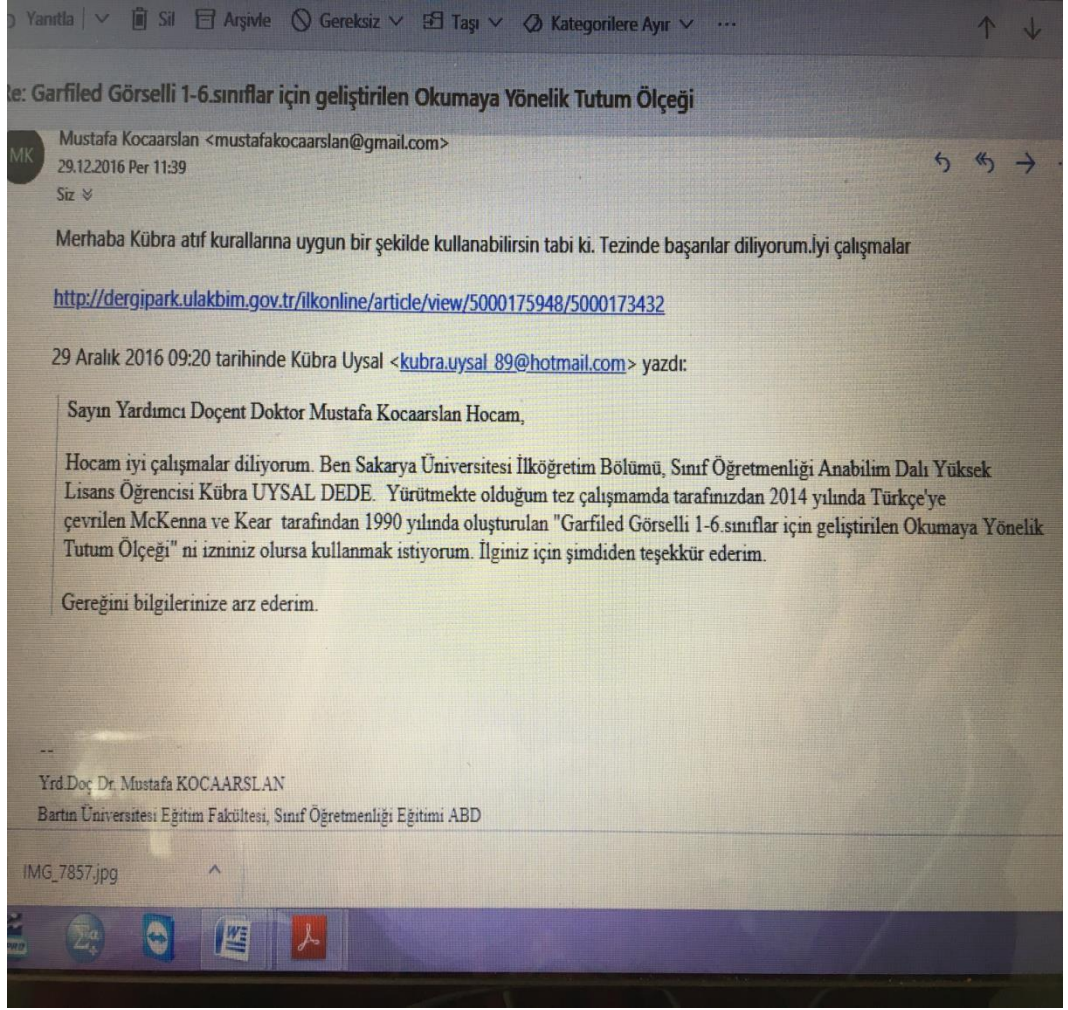 Yanıtla
Sil
Arşivle
Gereksiz
Taşı
Kategorilere Ayır
Garfiled Görselli 1-6.sınıflar için geliştirilen Okumaya Yönelik Tutum Ölçeği
MK
Mustafa Kocaarslan <mustafakocaarslan@gmail.com>
29.12.2016 Per 11:39
Siz
Merhaba Kübra atıf kurallarına uygun bir şekilde kullanabilirsin tabi ki. Tezinde başarılar diliyorum.İyi çalışmalar
http://dergipark.ulakbim.gov.tr/ilkonline/article/view/5000175948/5000173432
29 Aralık 2016 09:20 tarihinde Kübra Uysal <kubra.uysal_89@hotmail.com> yazdı:
Sayın Yardımcı Doçent Doktor Mustafa Kocaarslan Hocam,
Hocam iyi çalışmalar diliyorum. Ben Sakarya Üniversitesi İlköğretim Bölümü, Sınıf Öğretmenliği Anabilim Dalı Yüksek
Lisans Öğrencisi Kübra UYSAL DEDE. Yürütmekte olduğum tez çalışmamda tarafınızdan 2014 yılında Türkçe'ye
çevrilen McKenna ve Kear tarafından 1990 yılında oluşturulan "Garfiled Görselli 1-6.sınıflar için geliştirilen Okumaya Yönelik
Tutum Ölçeği" ni izniniz olursa kullanmak istiyorum. İlginiz için şimdiden teşekkür ederim.
Gereğini bilgilerinize arz ederim.
--
Yrd.Doç Dr. Mustafa KOCAARSLAN
Bartın Üniversitesi Eğitim Fakültesi, Sınıf Öğretmenliği Eğitimi ABD
IMG_7857.jpg